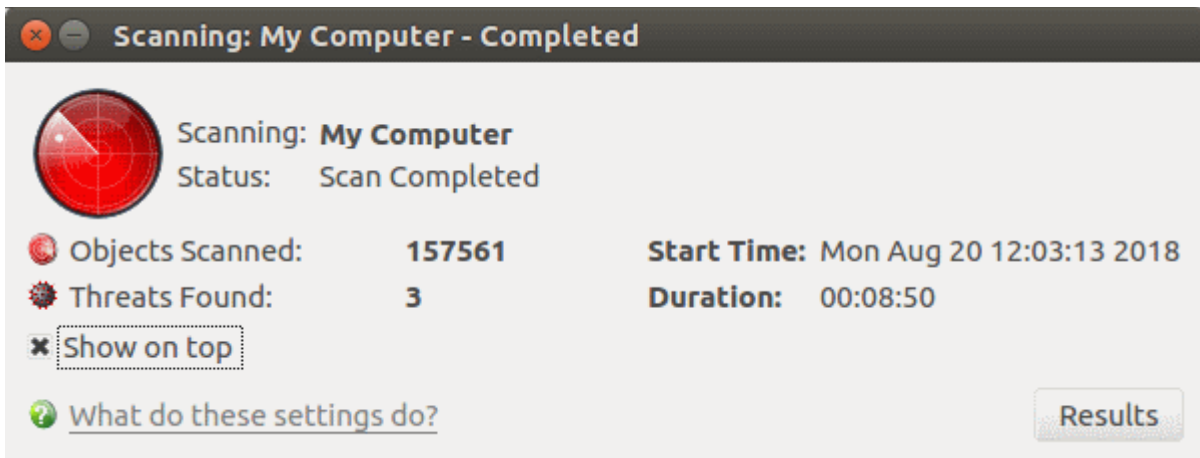 Scanning: My Computer - Completed
Scanning: My Computer
Status: Scan Completed
Objects Scanned: 157561 Start Time: Mon Aug 20 12:03:13 2018
Threats Found: 3 Duration: 00:08:50
Show on top
What do these settings do? Results